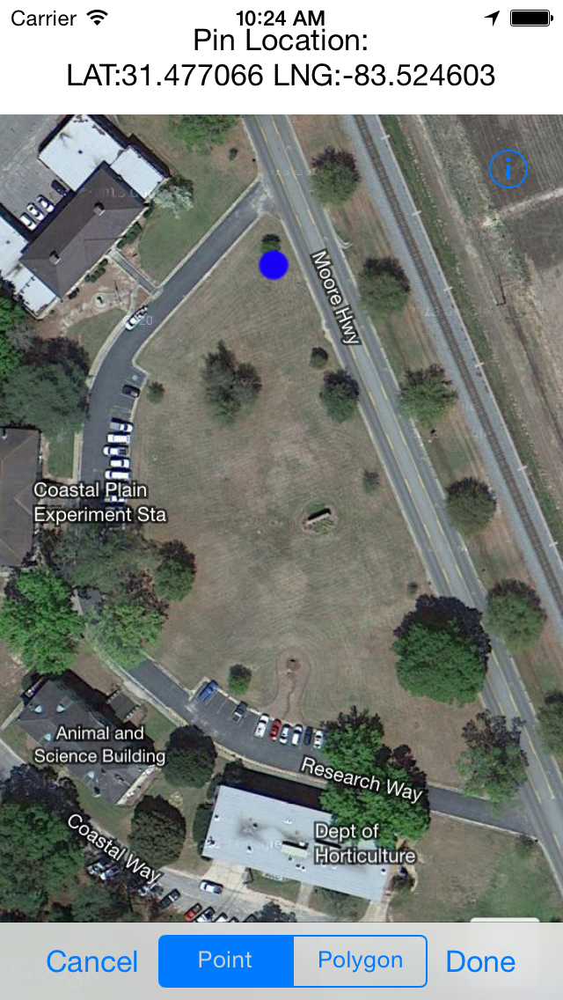 Carrier 10:24 AM
Pin Location:
LAT:31.477066 LNG:-83.524603
Moore Hwy
Coastal Plain
Experiment Sta
Animal and
Science Building
Research Way
Coastal Way
Dept of
Horticulture
Cancel Point Polygon Done